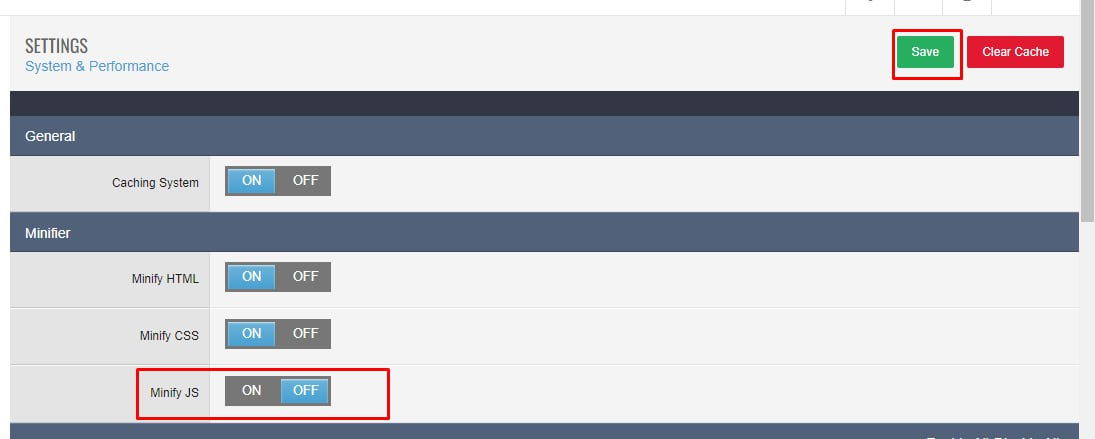 SETTINGS
System & Performance
Save
Clear Cache
General
Caching System
ON
OFF
Minifier
Minify HTML
ON
OFF
Minify CSS
ON
OFF
Minify JS
ON
OFF